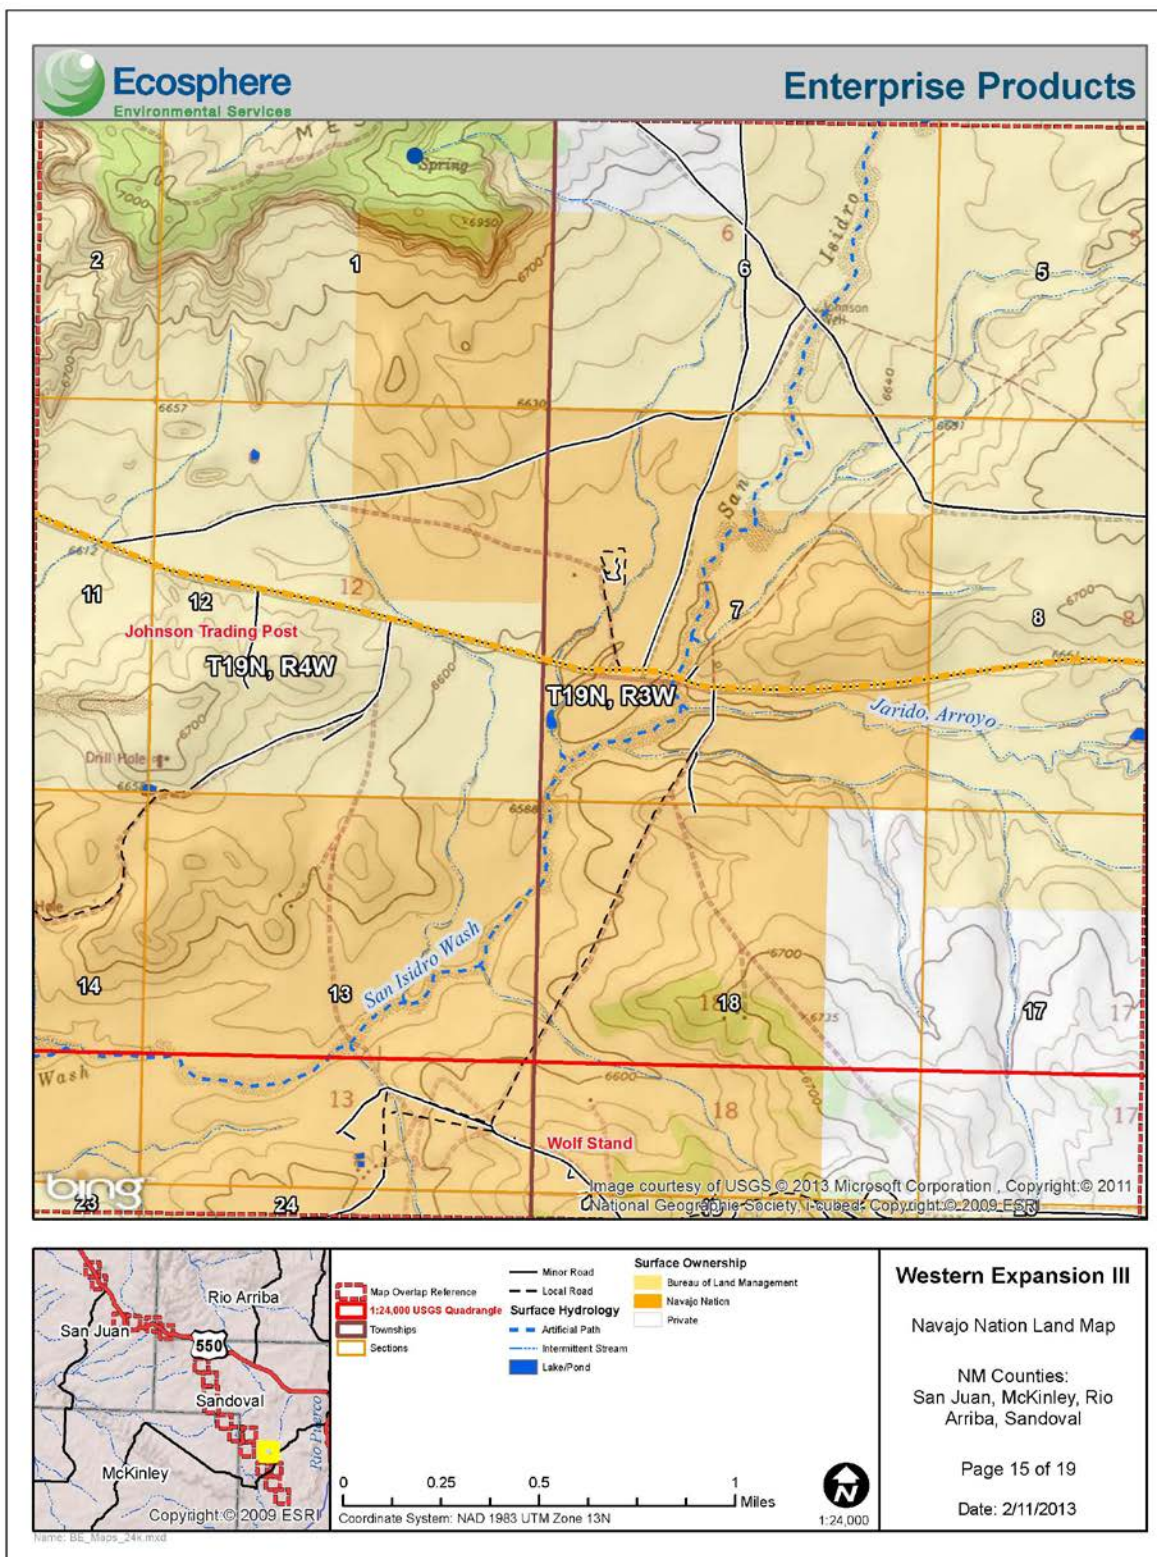 Ecosphere
Environmental Services
Enterprise Products
MES
Spring
7000
6950
6700
2
1
6
6
Isidro
5
Johnson
6700
6640
6657
6630
San
6612
11
12
12
7
8
6700
8
Johnson Trading Post
T19N, R4W
6600
T19N, R3W
Jarido, Arroyo
6700
Drill Hole
6586
Hole
San Isidro Wash
14
13
6700
18
18
6735
17
17
Wash
13
6600
18
6700
17
Wolf Stand
bing
23
24
Image courtesy of USGS © 2013 Microsoft Corporation , Copyright:© 2011
National Geographic Society, i-cubed, Copyright:© 2009 ESRI
San Juan
Rio Arriba
550
Sandoval
McKinley
Rio Puerco
Copyright:© 2009 ESRI
Map Overlap Reference
1:24,000 USGS Quadrangle
Townships
Sections
Minor Road
Local Road
Surface Hydrology
Artificial Path
Intermittent Stream
Lake/Pond
Surface Ownership
Bureau of Land Management
Navajo Nation
Private
0 0.25 0.5 1
Miles
Coordinate System: NAD 1983 UTM Zone 13N
N
1:24,000
Western Expansion III
Navajo Nation Land Map
NM Counties:
San Juan, McKinley, Rio
Arriba, Sandoval
Page 15 of 19
Date: 2/11/2013
Name: BE_Maps_24k.mxd